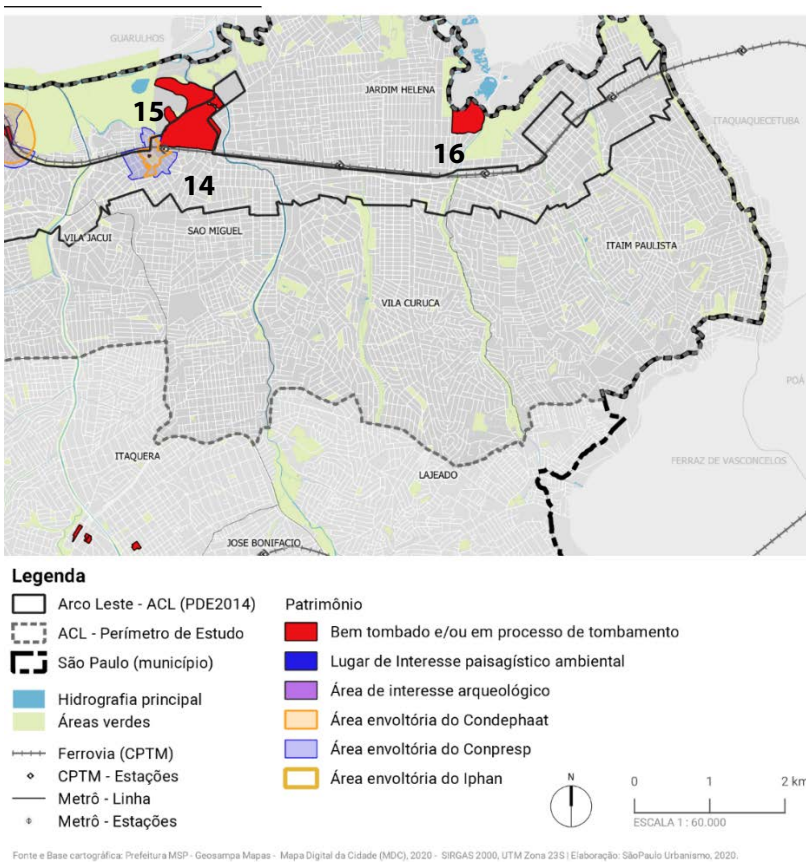 GUARULHOS
JARDIM HELENA
15
16
ITAQUAQUECETUBA
14
VILA JACUI
SAO MIGUEL
ITAIM PAULISTA
VILA CURUCA
POÁ
ITAQUERA
LAJEADO
FERRAZ DE VASCONCELOS
JOSE BONIFACIO
Legenda
Arco Leste - ACL (PDE2014)
ACL - Perímetro de Estudo
São Paulo (município)
Hidrografia principal
Áreas verdes
Ferrovia (CPTM)
CPTM - Estações
Metrô - Linha
Metrô - Estações
Patrimônio
Bem tombado e/ou em processo de tombamento
Lugar de Interesse paisagístico ambiental
Área de interesse arqueológico
Área envoltória do Condephaat
Área envoltória do Conpresp
Área envoltória do Iphan
N
0 1 2 km
ESCALA 1 : 60.000
Fonte e Base cartográfica: Prefeitura MSP - Geosampa Mapas - Mapa Digital da Cidade (MDC), 2020 - SIRGAS 2000, UTM Zona 23S | Elaboração: SãoPaulo Urbanismo, 2020.